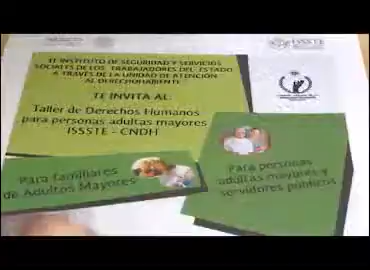 ISSSTE
EL INSTITUTO DE SEGURIDAD Y SERVICIOS
SOCIALES DE LOS TRABAJADORES DEL ESTADO
A TRAVÉS DE LA UNIDAD DE ATENCIÓN
AL DERECHOHABIENTE
TE INVITA AL:
Taller de Derechos Humanos
para personas adultas mayores
ISSSTE - CNDH
Para familiares
de Adultos Mayores
Para personas
adultas mayores y
servidores públicos